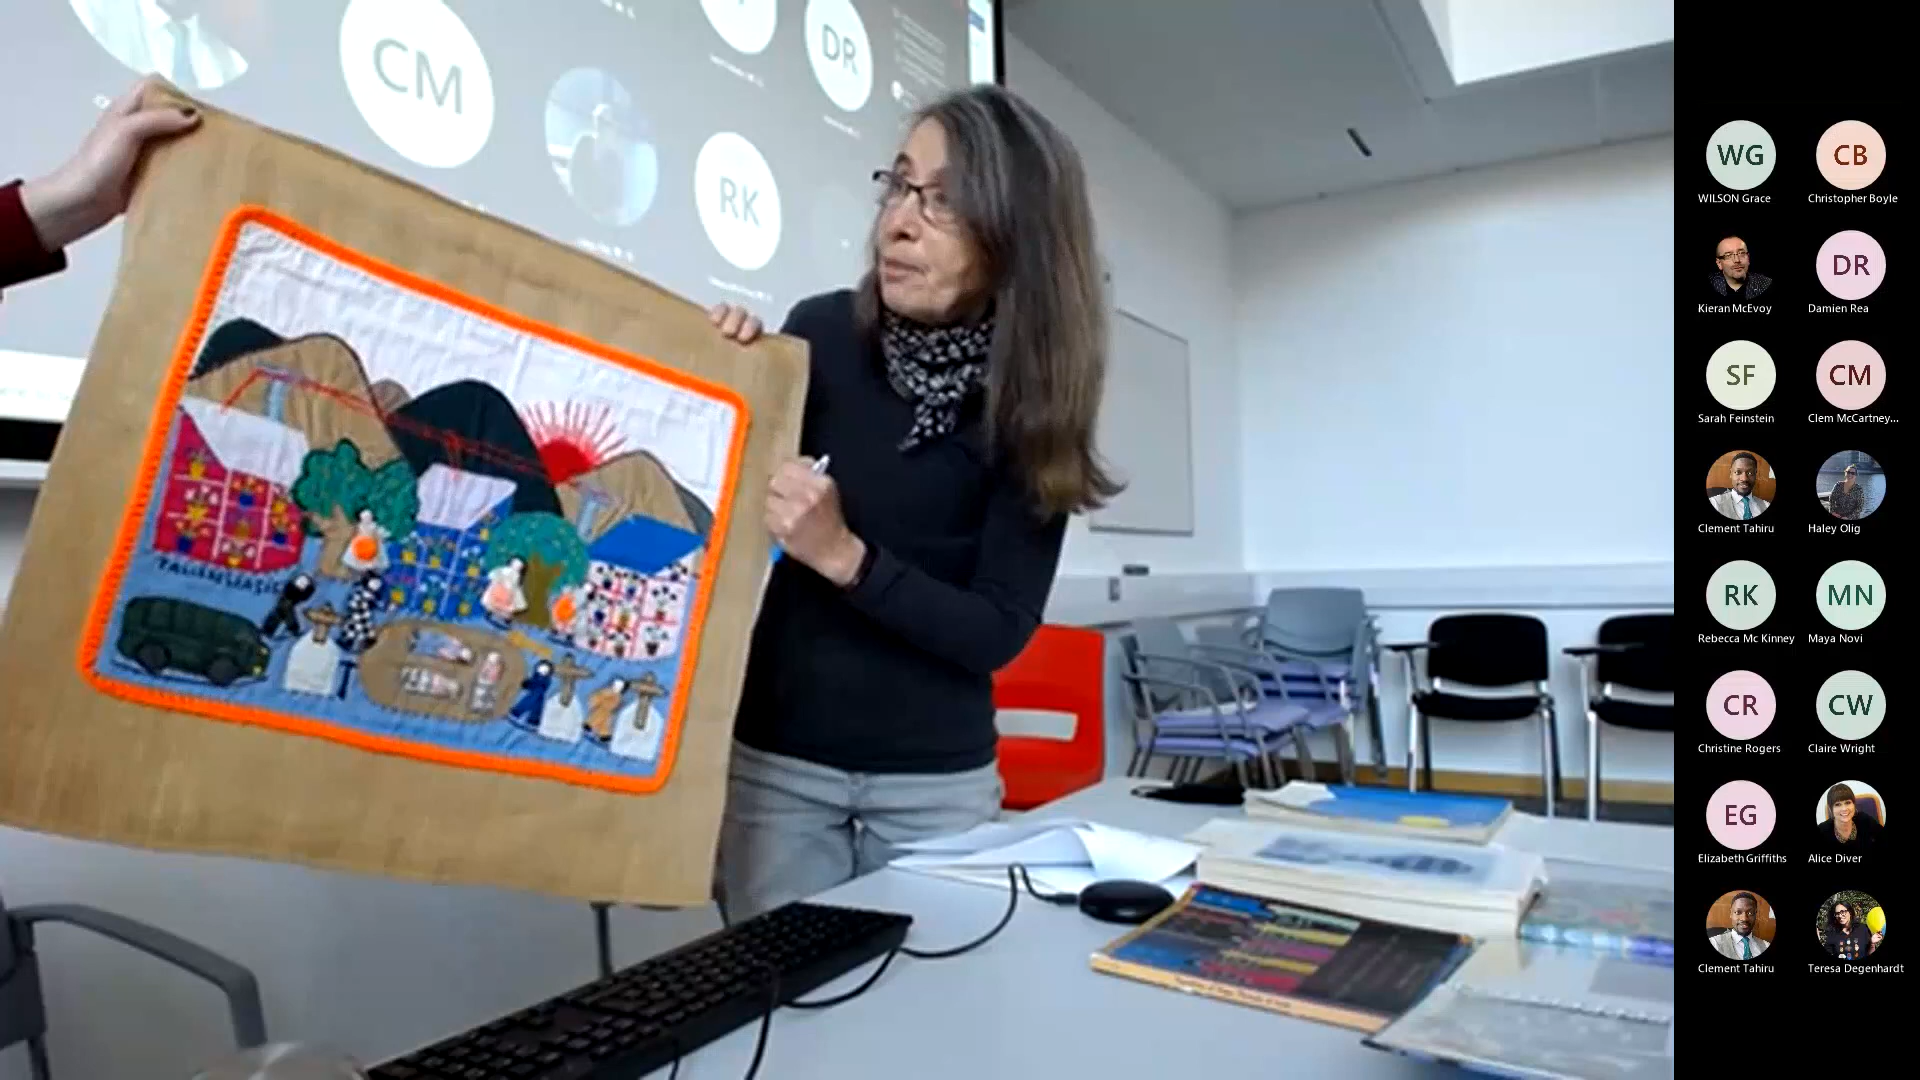 CM
DR
RK
WG
CB
WILSON Grace
Christopher Boyle
DR
Kieran McEvoy
Damien Rea
SF
CM
Sarah Feinstein
Clem McCartney...
Clement Tahiru
Haley Olig
RK
MN
Rebecca Mc Kinney
Maya Novi
CR
CW
Christine Rogers
Claire Wright
EG
Elizabeth Griffiths
Alice Diver
Clement Tahiru
Teresa Degenhardt